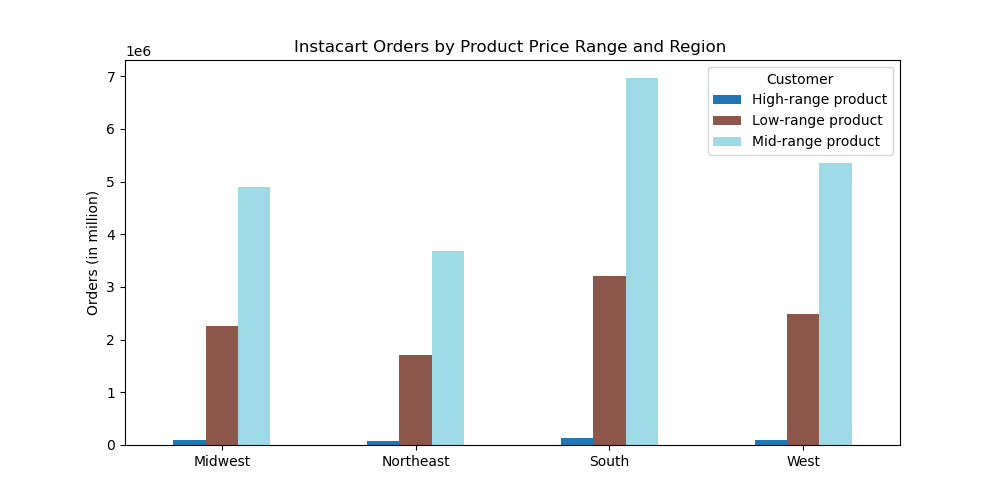 Instacart Orders by Product Price Range and Region
1e6
Orders (in million)
7
6
5
4
3
2
1
0
Customer
High-range product
Low-range product
Mid-range product
Midwest
Northeast
South
West